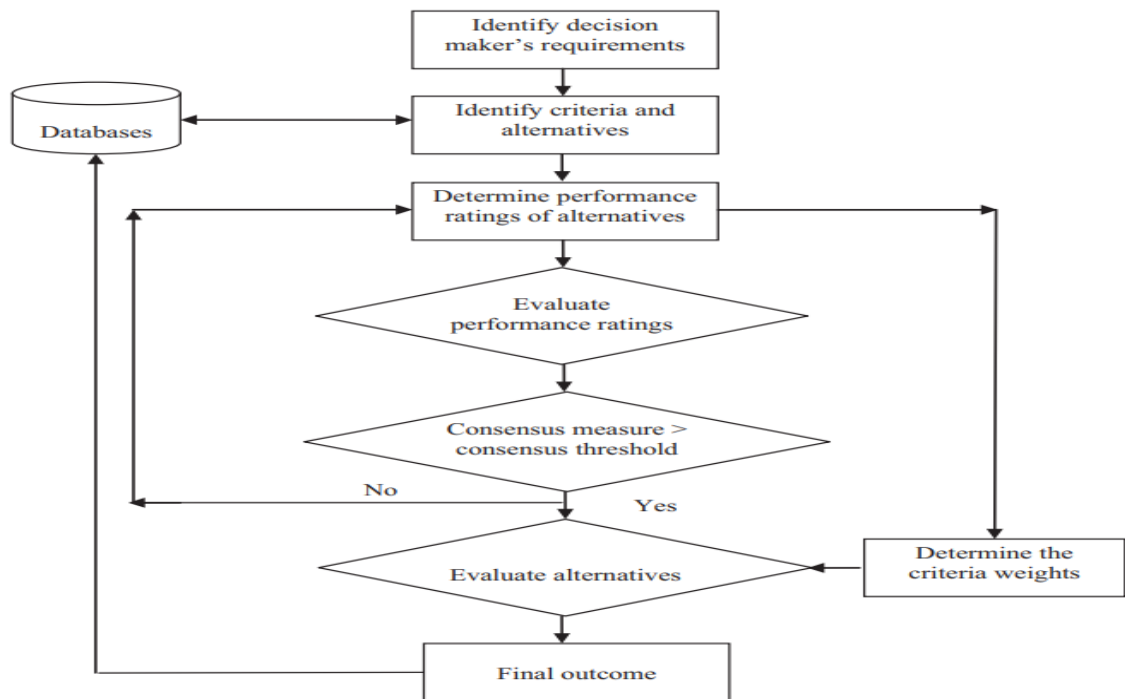 Identify decision
maker's requirements
Databases
Identify criteria and
alternatives
Determine performance
ratings of alternatives
Evaluate
performance ratings
Consensus measure >
consensus threshold
No
Yes
Evaluate alternatives
Determine the
criteria weights
Final outcome